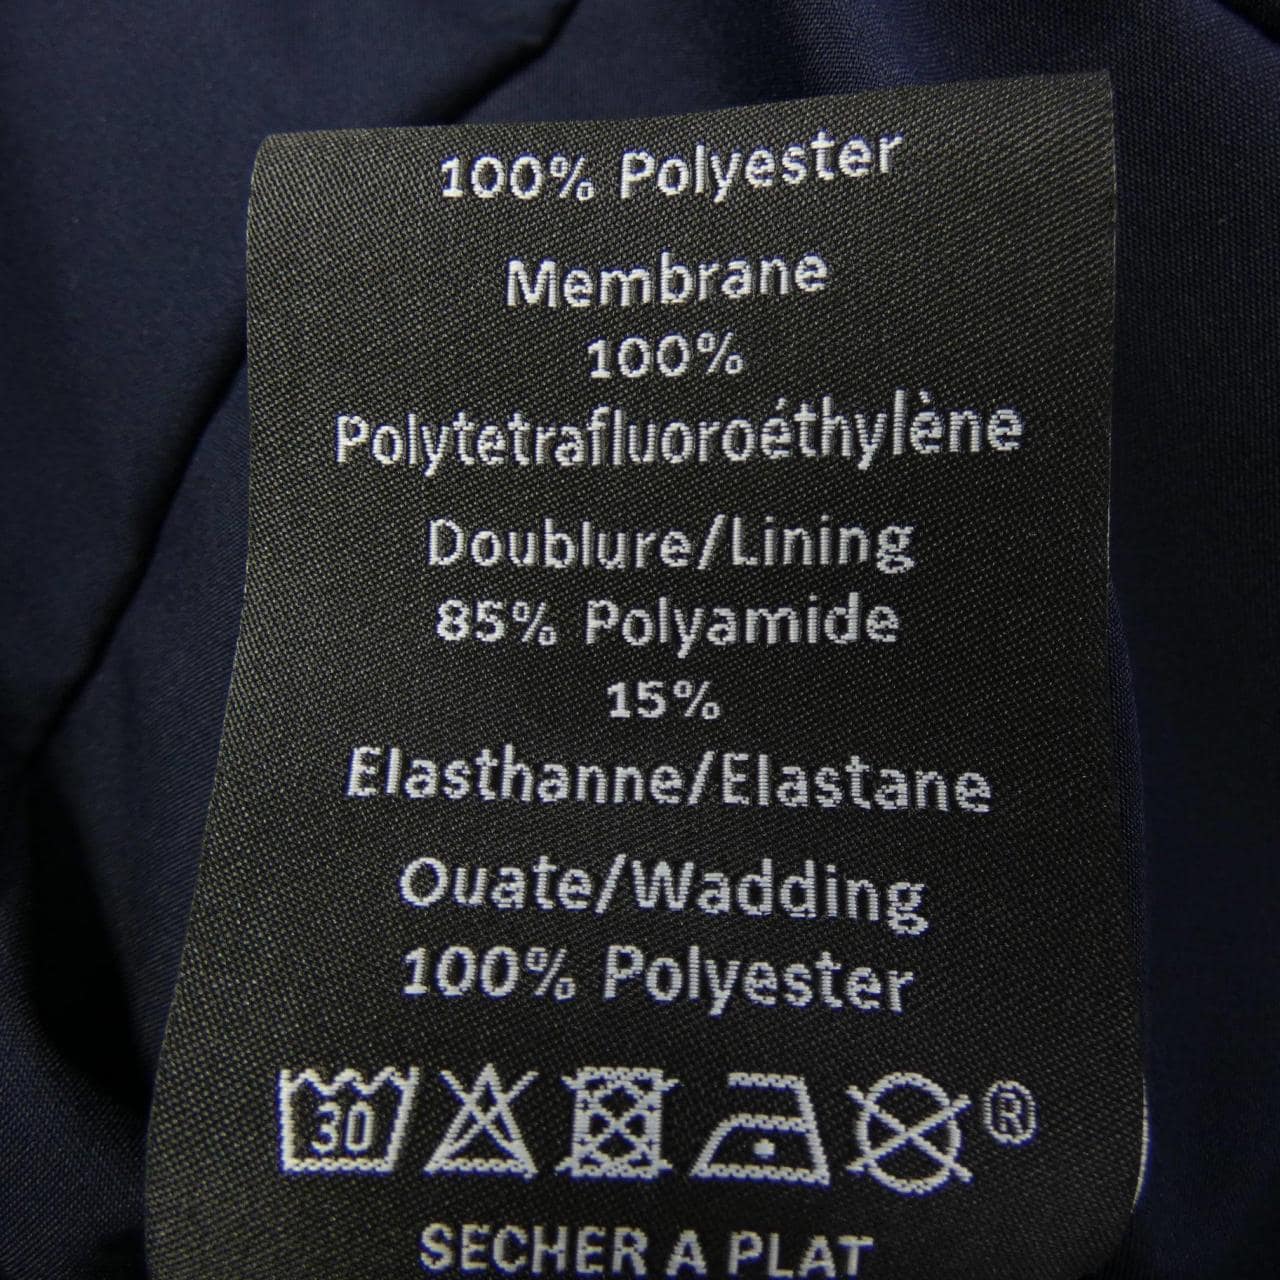 100% Polyester
Membrane
100%
Polytetrafluoroéthylène
Doublure/Lining
85% Polyamide
15%
Elasthanne/Elastane
Ouate/Wadding
100% Polyester
30 ®
SECHER A PLAT